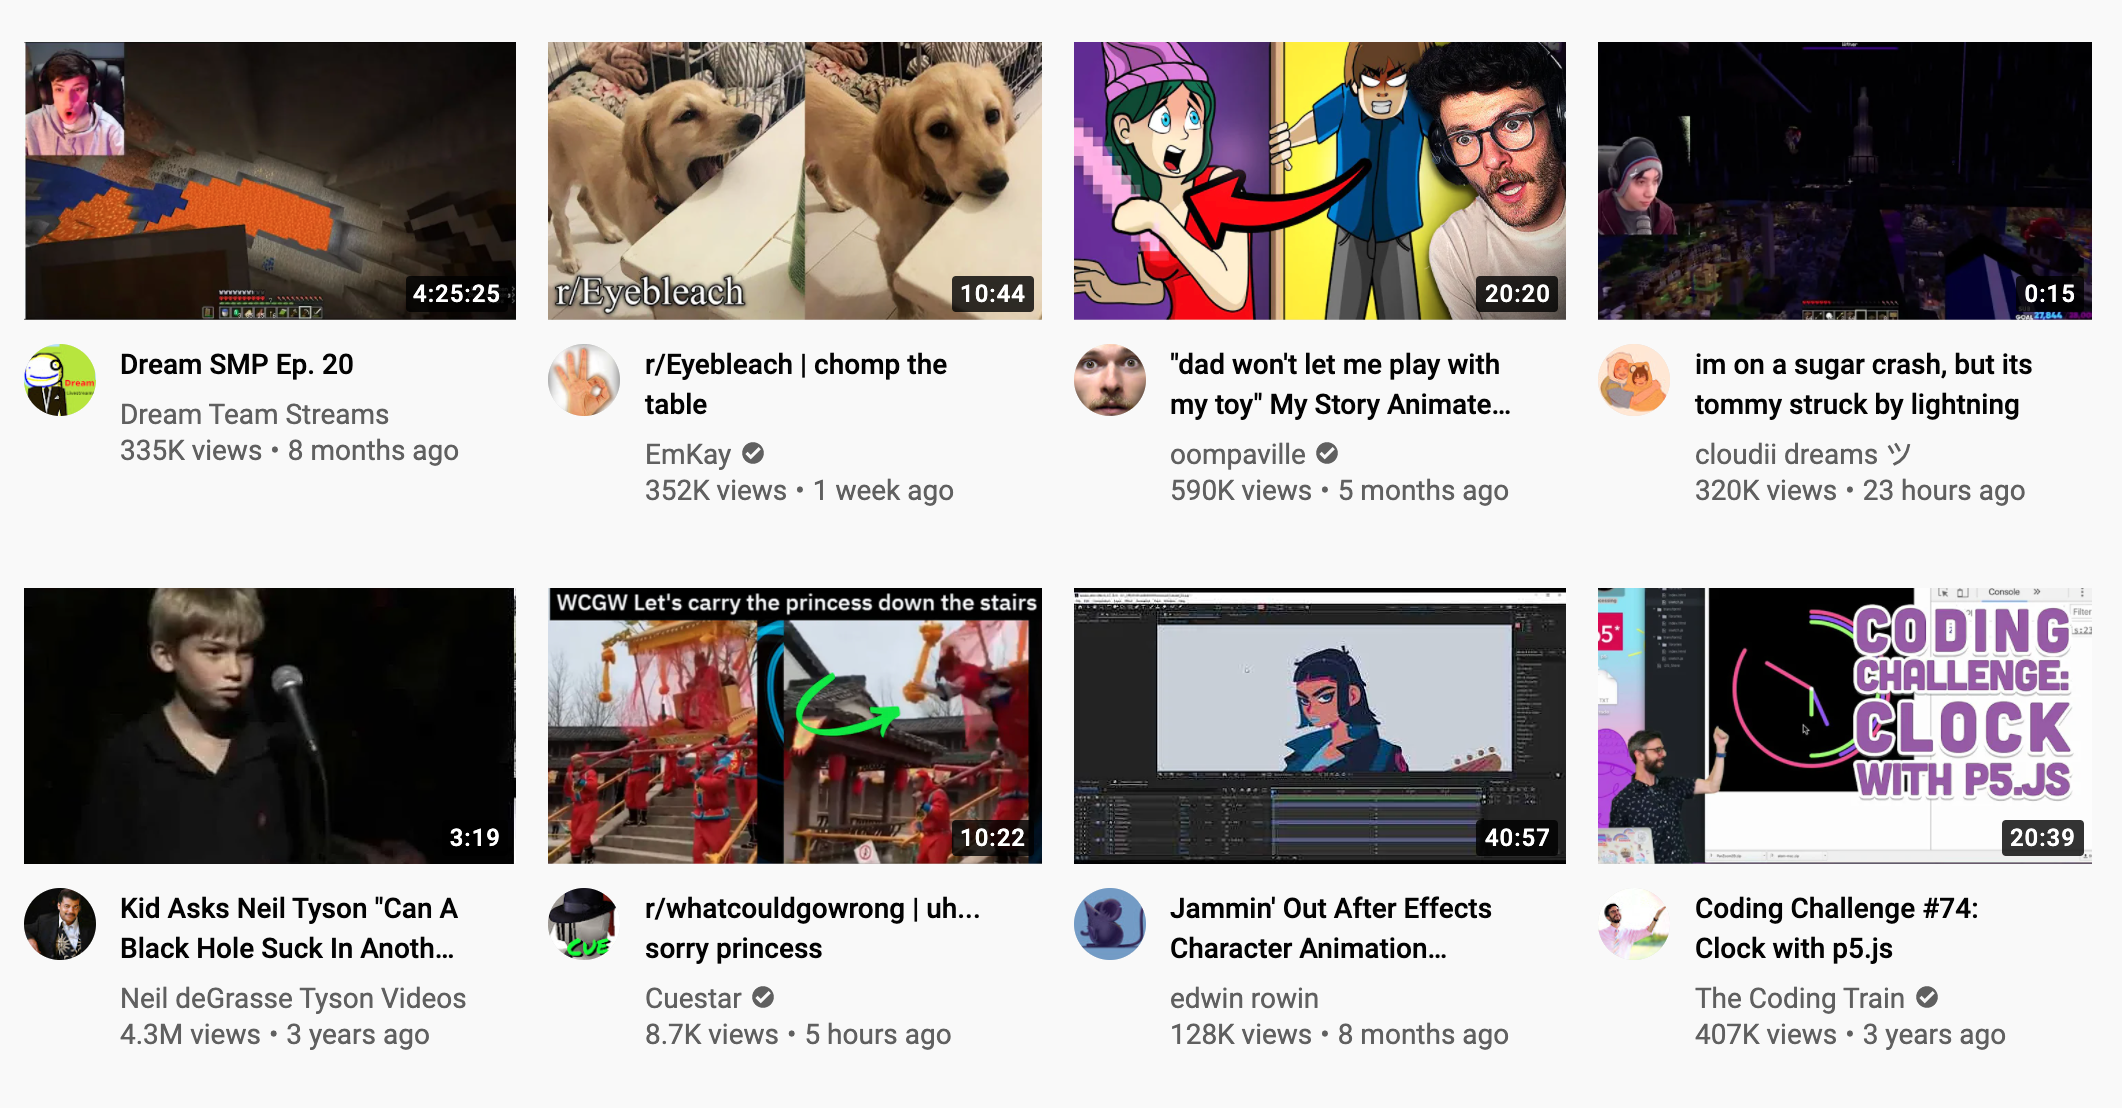 4:25:25
Dream SMP Ep. 20
Dream Team Streams
335K views • 8 months ago
r/Eyebleach
10:44
r/Eyebleach | chomp the
table
EmKay
352K views • 1 week ago
20:20
"dad won't let me play with
my toy" My Story Animate...
oompaville
590K views • 5 months ago
0:15
im on a sugar crash, but its
tommy struck by lightning
cloudii dreams ツ
320K views • 23 hours ago
3:19
Kid Asks Neil Tyson "Can A
Black Hole Suck In Anoth...
Neil deGrasse Tyson Videos
4.3M views • 3 years ago
WCGW Let's carry the princess down the stairs
10:22
CUE
r/whatcouldgowrong | uh...
sorry princess
Cuestar
8.7K views • 5 hours ago
40:57
Jammin' Out After Effects
Character Animation...
edwin rowin
128K views • 8 months ago
Console
Filter
CODING
CHALLENGE:
CLOCK
WITH P5.JS
20:39
Coding Challenge #74:
Clock with p5.js
The Coding Train
407K views • 3 years ago